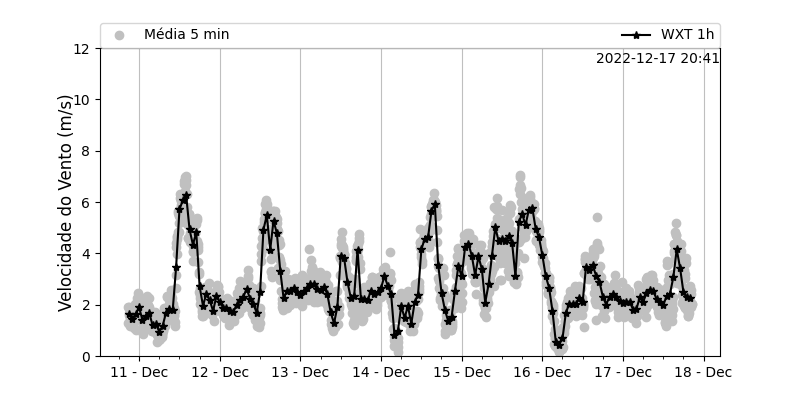 Média 5 min
WXT 1h
2022-12-17 20:41
Velocidade do Vento (m/s)
12
10
8
6
4
2
0
11 - Dec
12 - Dec
13 - Dec
14 - Dec
15 - Dec
16 - Dec
17 - Dec
18 - Dec